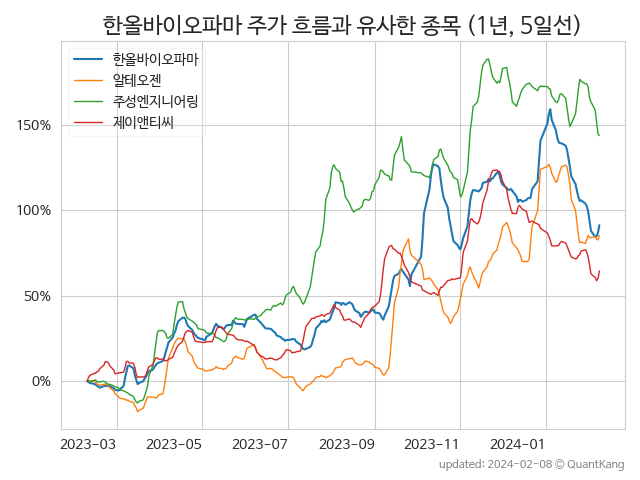 한올바이오파마 주가 흐름과 유사한 종목 (1년, 5일선)
한올바이오파마
알테오젠
주성엔지니어링
제이앤티씨
150%
100%
50%
0%
2023-03 2023-05 2023-07 2023-09 2023-11 2024-01
updated: 2024-02-08 © QuantKang